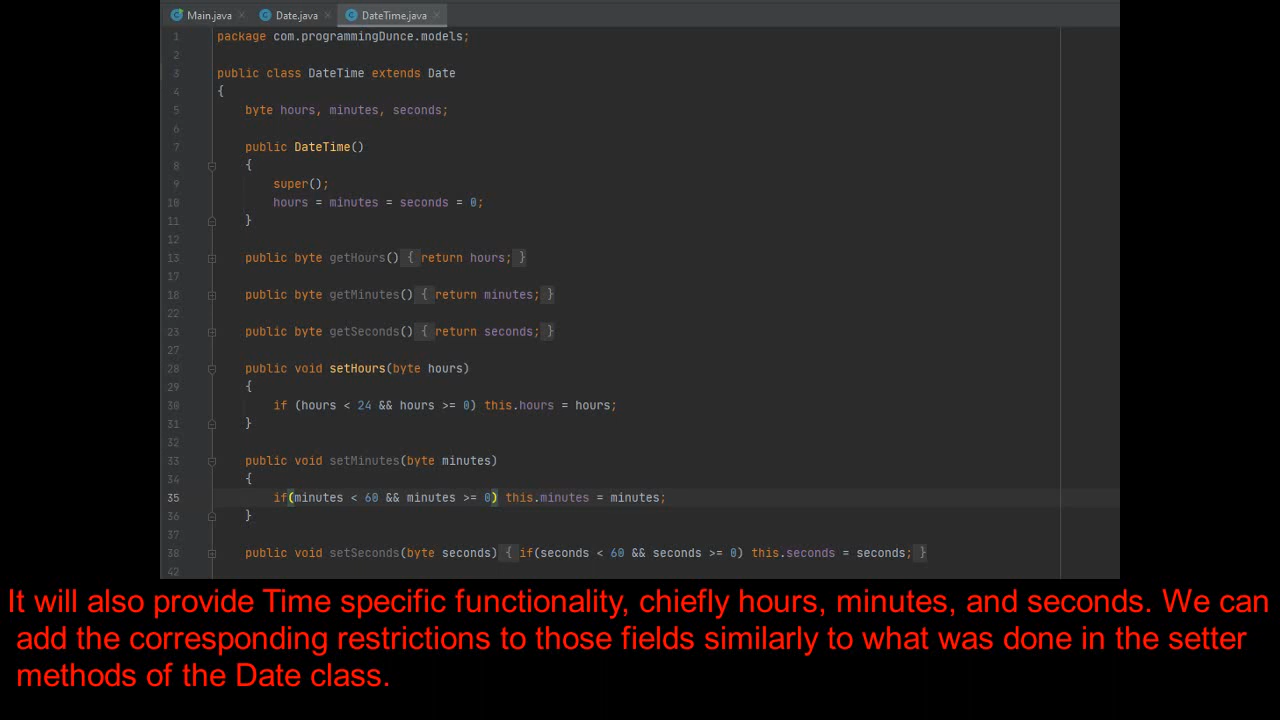 Main.java Date.java DateTime.java
1 package com.programmingDunce.models;
2
3 public class DateTime extends Date
4 {
5 byte hours, minutes, seconds;
6
7 public DateTime()
8 {
9 super();
10 hours = minutes = seconds = 0;
11 }
12
13 public byte getHours() { return hours; }
17
18 public byte getMinutes() { return minutes; }
22
23 public byte getSeconds() { return seconds; }
27
28 public void setHours(byte hours)
29 {
30 if (hours < 24 && hours >= 0) this.hours = hours;
31 }
32
33 public void setMinutes(byte minutes)
34 {
35 if(minutes < 60 && minutes >= 0) this.minutes = minutes;
36 }
37
38 public void setSeconds(byte seconds) { if(seconds < 60 && seconds >= 0) this.seconds = seconds; }
42
It will also provide Time specific functionality, chiefly hours, minutes, and seconds. We can
add the corresponding restrictions to those fields similarly to what was done in the setter
methods of the Date class.